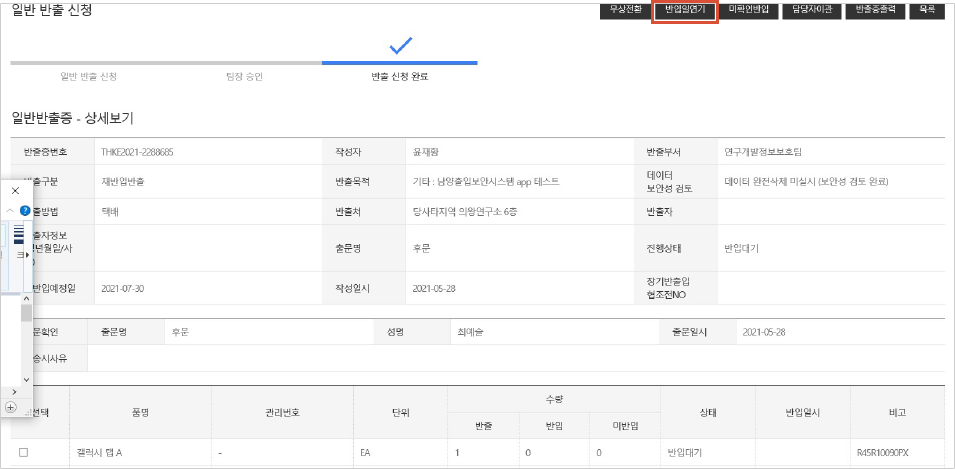 일반 반출 신청
무상전환 반입일연기 미확인반입 담당자이관 반출증출력 목록
일반 반출 신청 팀장 승인 반출 신청 완료
일반반출증 - 상세보기
반출증번호 THKE2021-2288685 작성자 윤재황 반출부서 연구개발정보보호팀
반출구분 재반입반출 반출목적 기타 : 남양출입보안시스템 app 테스트 데이터
보안성 검토 데이터 완전삭제 미실시 (보안성 검토 완료)
출방법 택배 반출처 당사타지역 의왕연구소 6층 반출자
출자정보
년월일/사 출문명 후문 진행상태 반입대기
반입예정일 2021-07-30 작성일시 2021-05-28 장기반출입
협조전NO
문확인 출문명 후문 성명 최예슬 출문일시 2021-05-28
송시사유
선택 품명 관리번호 단위 수량 상태 반입일시 비고
반출 반입 미반입
갤럭시 탭 A - EA 1 0 0 반입대기 R45R10090PX